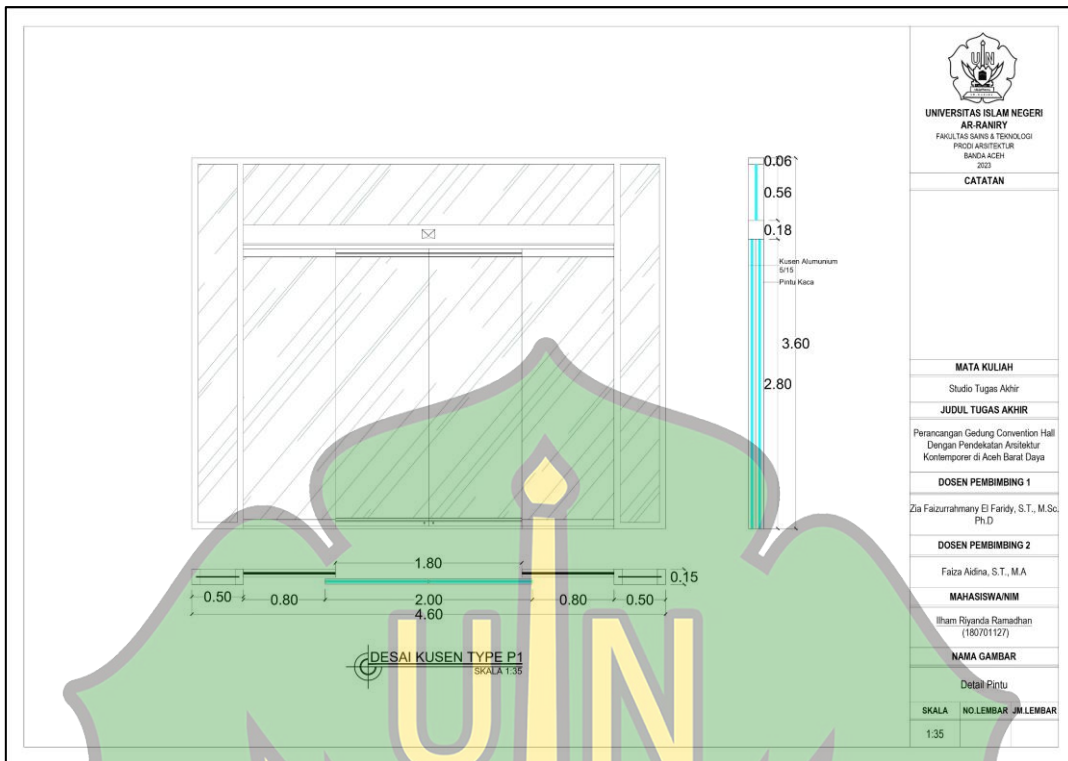 UIN
UNIVERSITAS ISLAM NEGERI
AR-RANIRY
FAKULTAS SAINS & TEKNOLOGI
PRODI ARSITEKTUR
BANDA ACEH
2023
CATATAN
MATA KULIAH
Studio Tugas Akhir
JUDUL TUGAS AKHIR
Perancangan Gedung Convention Hall
Dengan Pendekatan Arsitektur
Kontemporer di Aceh Barat Daya
DOSEN PEMBIMBING 1
Zia Faizurrahmany El Faridy, S.T., M.Sc.
Ph.D
DOSEN PEMBIMBING 2
Faiza Aidina, S.T., M.A
MAHASISWA/NIM
Ilham Riyanda Ramadhan
(180701127)
NAMA GAMBAR
Detail Pintu
SKALA NO.LEMBAR JM.LEMBAR
1:35
0.06
0.56
0.18
Kusen Alumunium
5/15
Pintu Kaca
3.60
2.80
1.80
0.15
0.50 0.80 2.00 0.80 0.50
4.60
DESAI KUSEN TYPE P1
SKALA 1:35
UIN